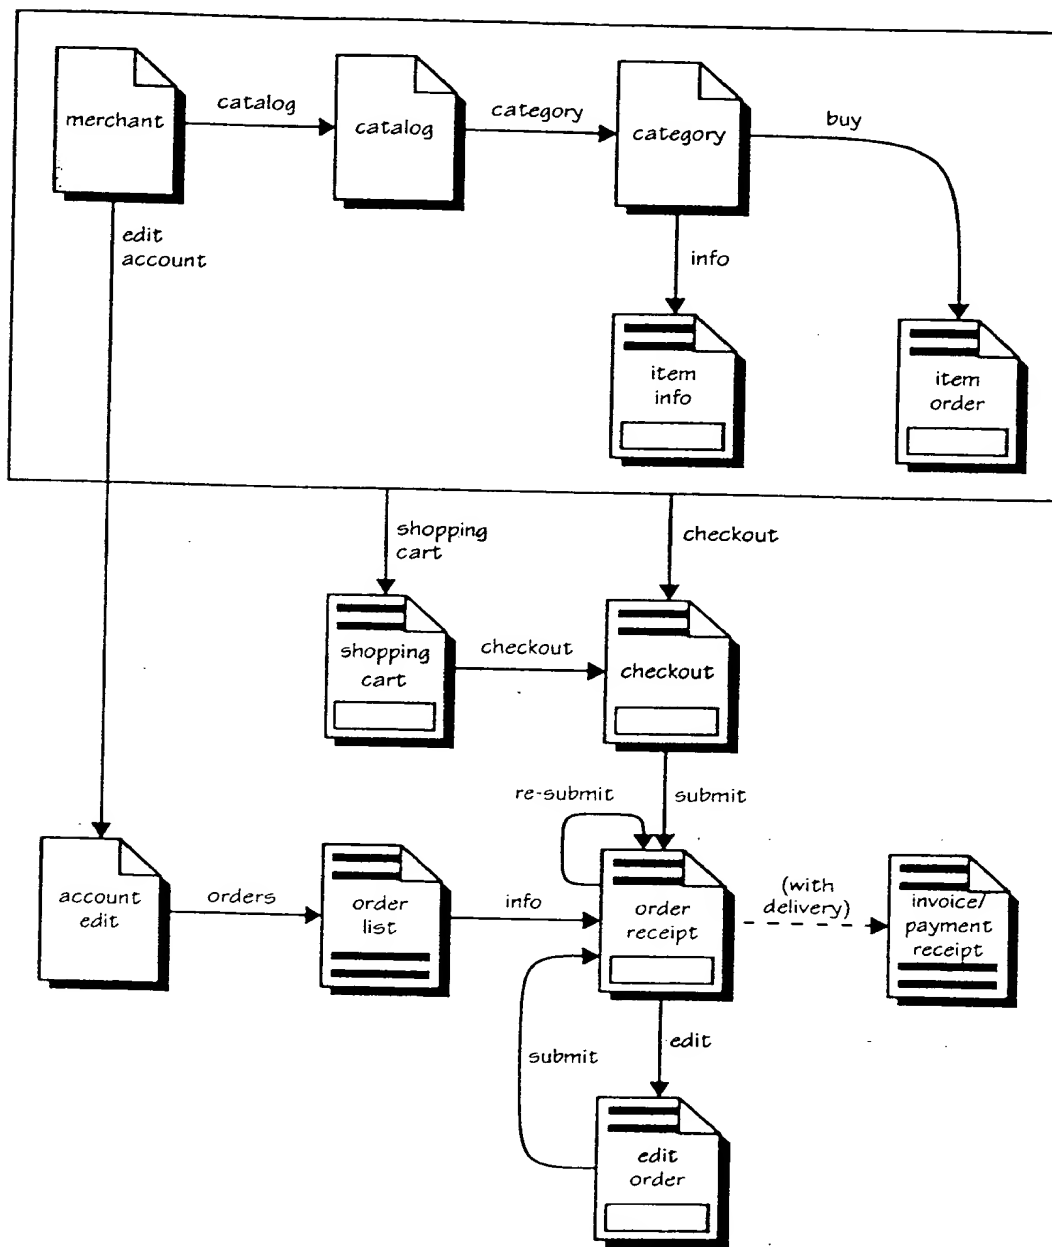 merchant
catalog
catalog
category
category
buy
edit
account
info
item
info
item
order
shopping
cart
checkout
shopping
cart
checkout
checkout
re-submit
submit
account
edit
orders
order
list
info
order
receipt
(with
delivery)
invoice/
payment
receipt
submit
edit
edit
order